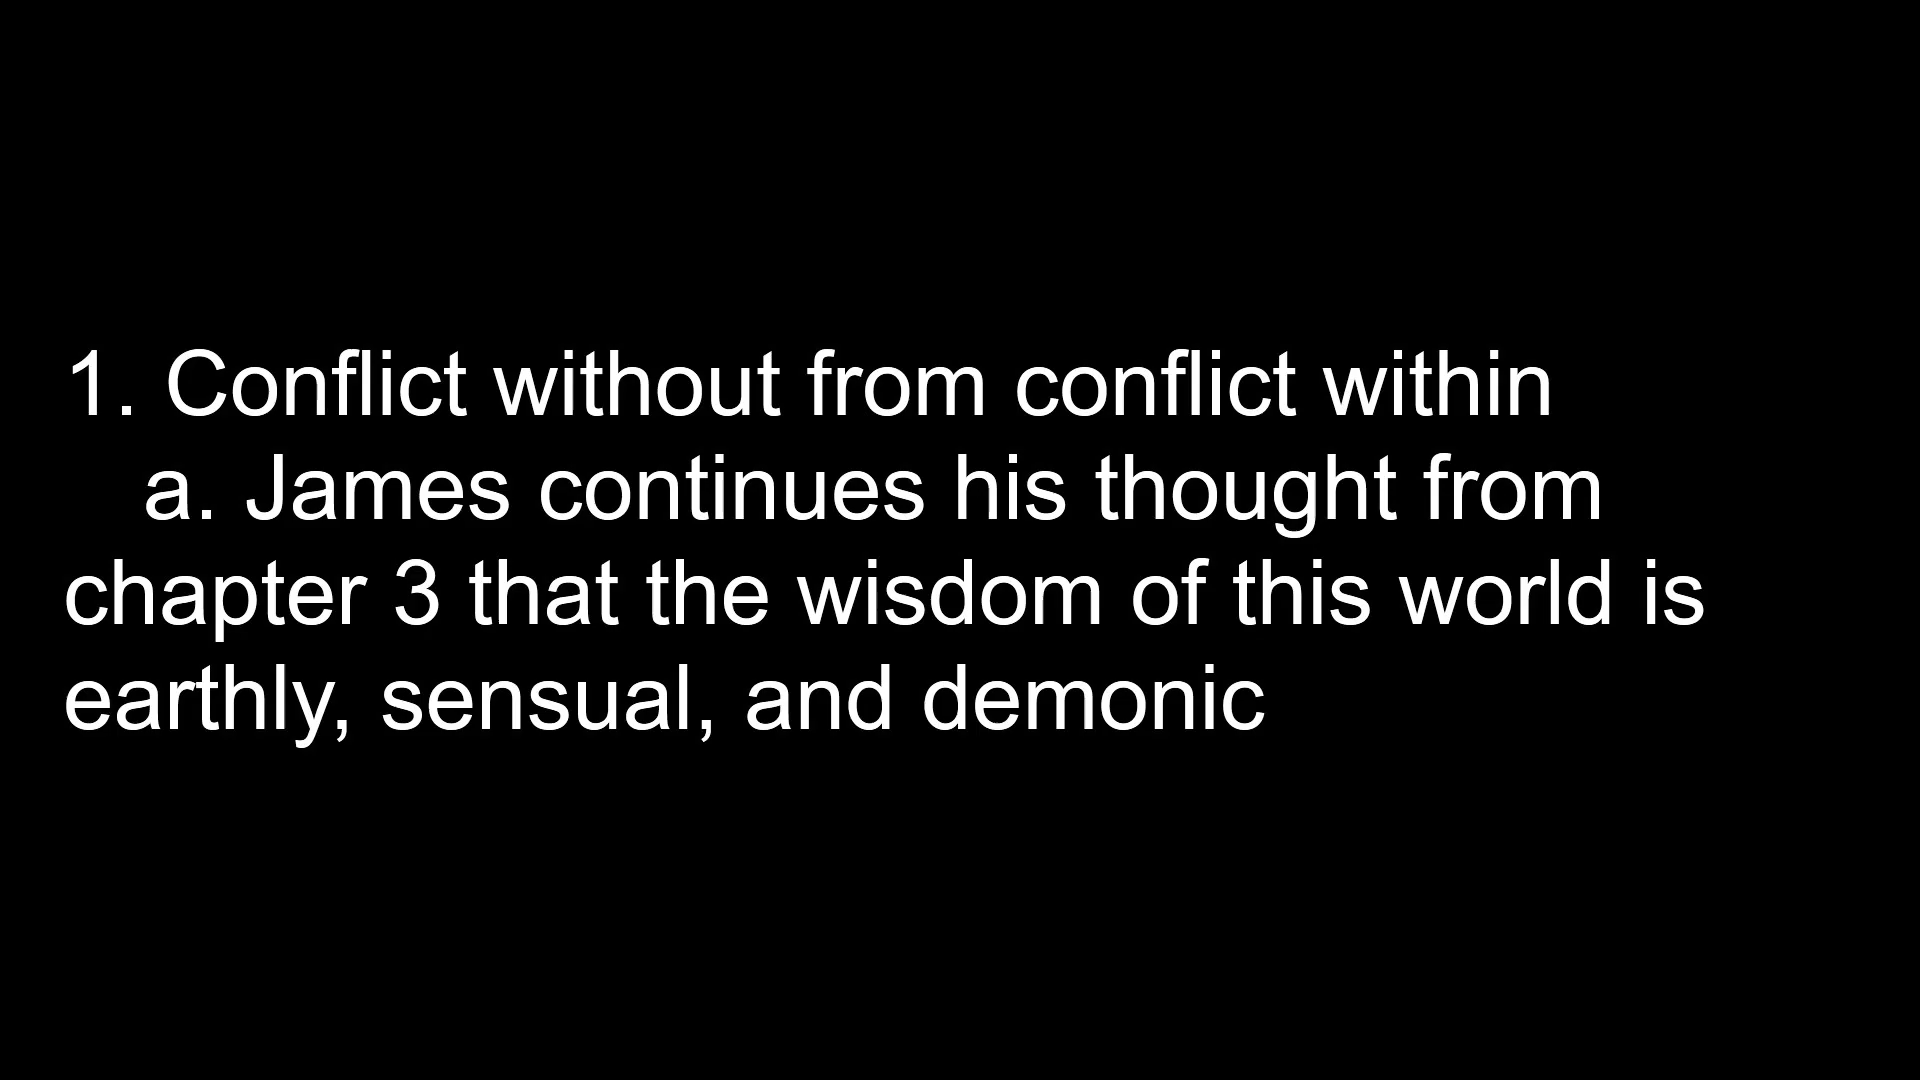 1. Conflict without from conflict within
a. James continues his thought from
chapter 3 that the wisdom of this world is
earthly, sensual, and demonic